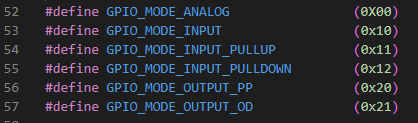 52 #define GPIO_MODE_ANALOG (0X00)
53 #define GPIO_MODE_INPUT (0x10)
54 #define GPIO_MODE_INPUT_PULLUP (0x11)
55 #define GPIO_MODE_INPUT_PULLDOWN (0x12)
56 #define GPIO_MODE_OUTPUT_PP (0x20)
57 #define GPIO_MODE_OUTPUT_OD (0x21)